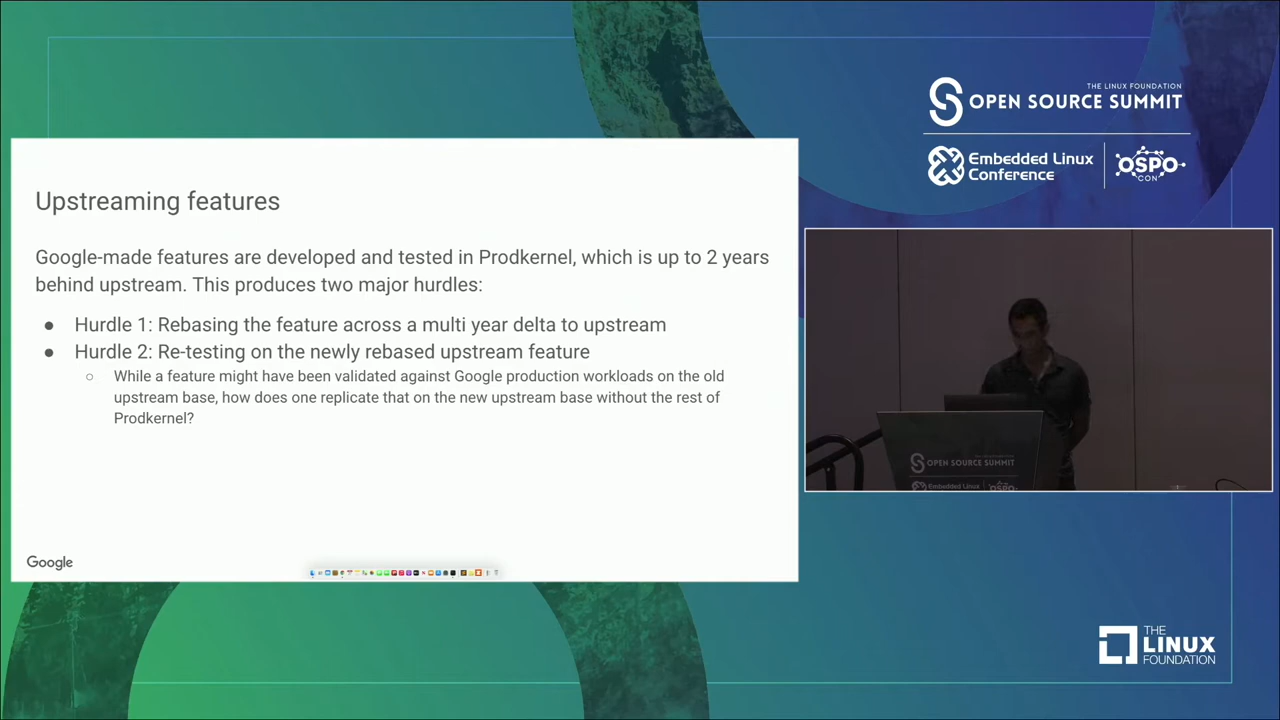 THE LINUX FOUNDATION
OPEN SOURCE SUMMIT
Embedded Linux
Conference
OSPO
CON
Upstreaming features
Google-made features are developed and tested in Prodkernel, which is up to 2 years
behind upstream. This produces two major hurdles:
● Hurdle 1: Rebasing the feature across a multi year delta to upstream
● Hurdle 2: Re-testing on the newly rebased upstream feature
○ While a feature might have been validated against Google production workloads on the old
upstream base, how does one replicate that on the new upstream base without the rest of
Prodkernel?
Google
OPEN SOURCE SUMMIT
Embedded Linux
OSPO
THE
LINUX
FOUNDATION